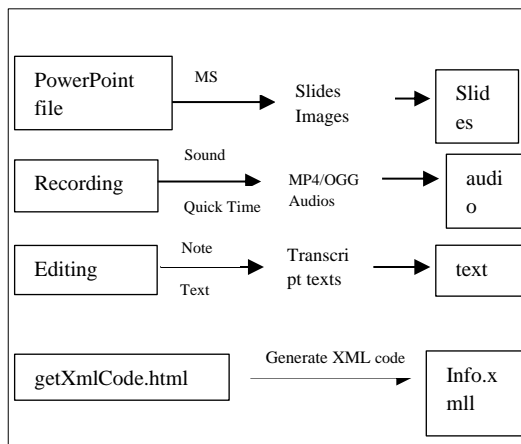 PowerPoint
file
MS
Slides
Images
Slid
es
Recording
Sound
Quick Time
MP4/OGG
Audios
audi
o
Editing
Note
Text
Transcri
pt texts
text
getXmlCode.html
Generate XML code
Info.x
mll